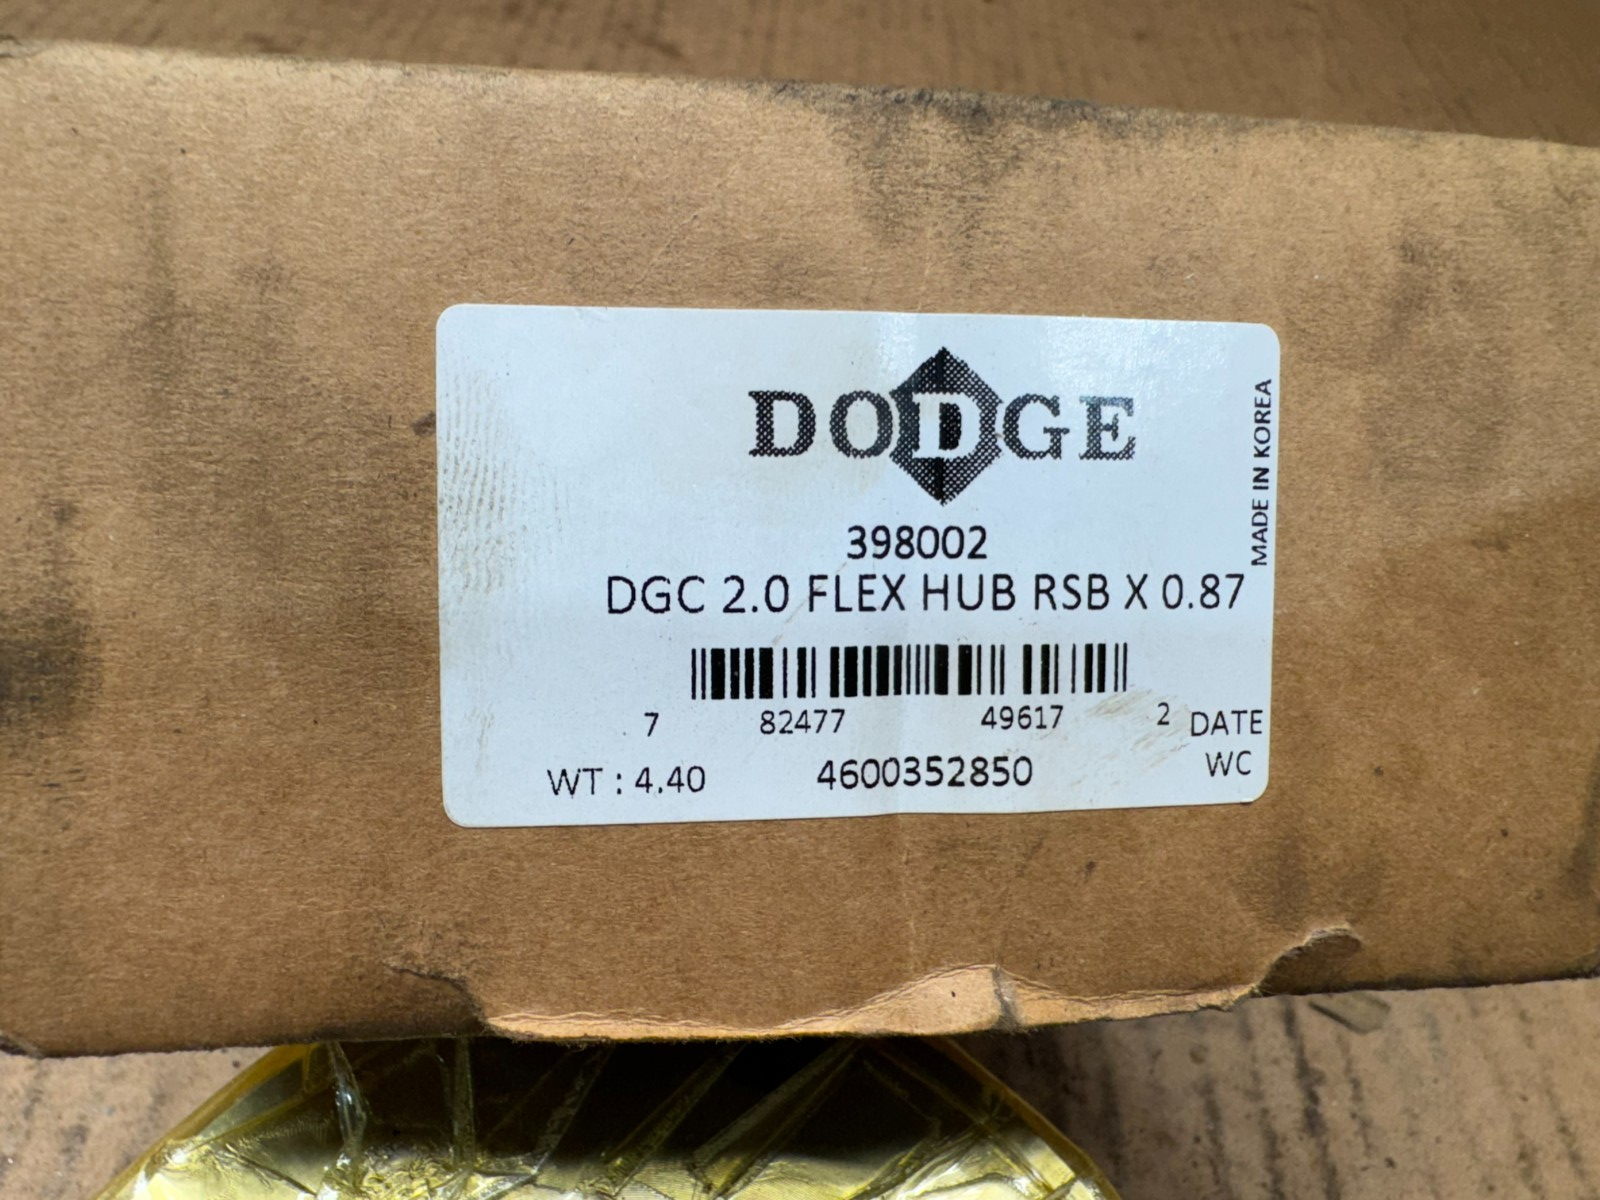 DODGE
MADE IN KOREA
398002
DGC 2.0 FLEX HUB RSB X 0.87
7 82477 49617 2 DATE
WT : 4.40 4600352850 WC